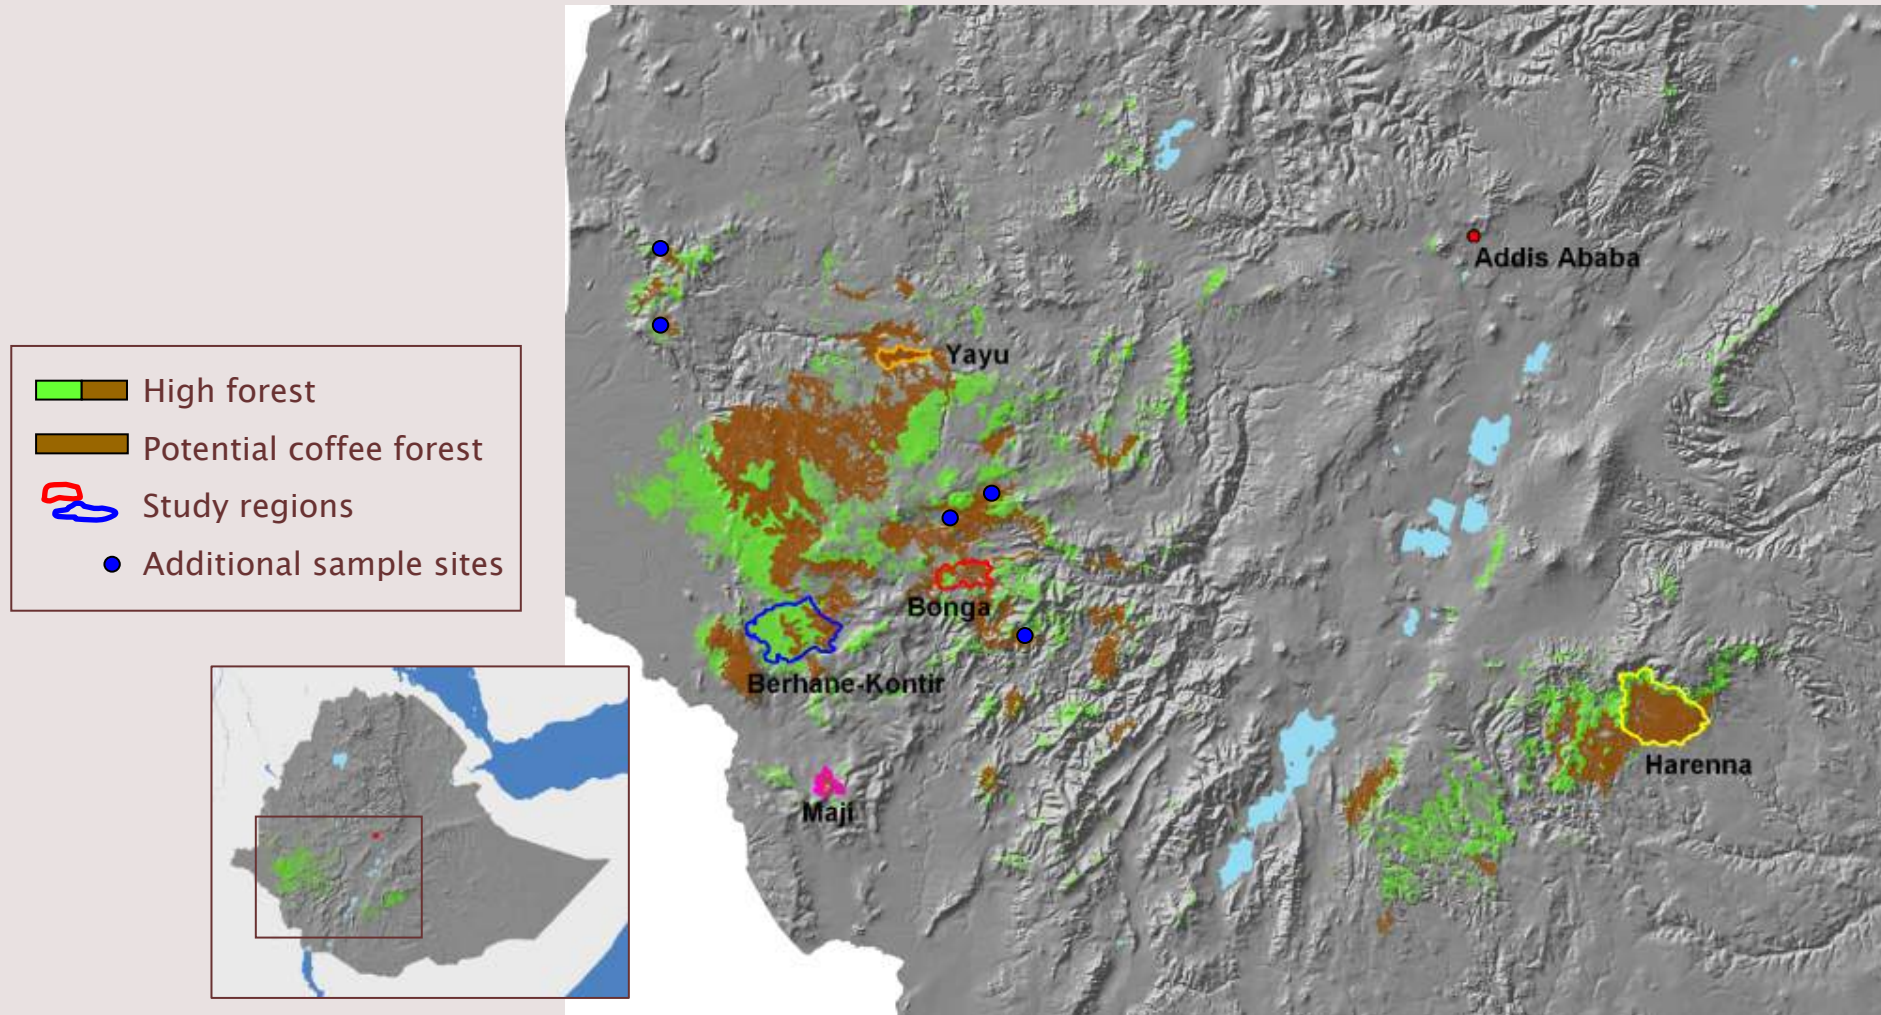 High forest
Potential coffee forest
Study regions
Additional sample sites
Addis Ababa
Yayu
Bonga
Berhane-Kontir
Maji
Harenna